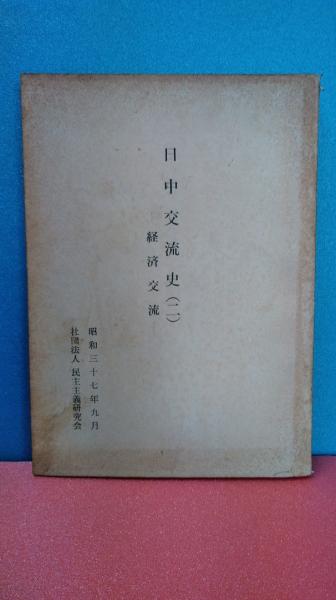 日中交流史(二)
経済交流
昭和三十七年九月
社団法人 民主主義研究会